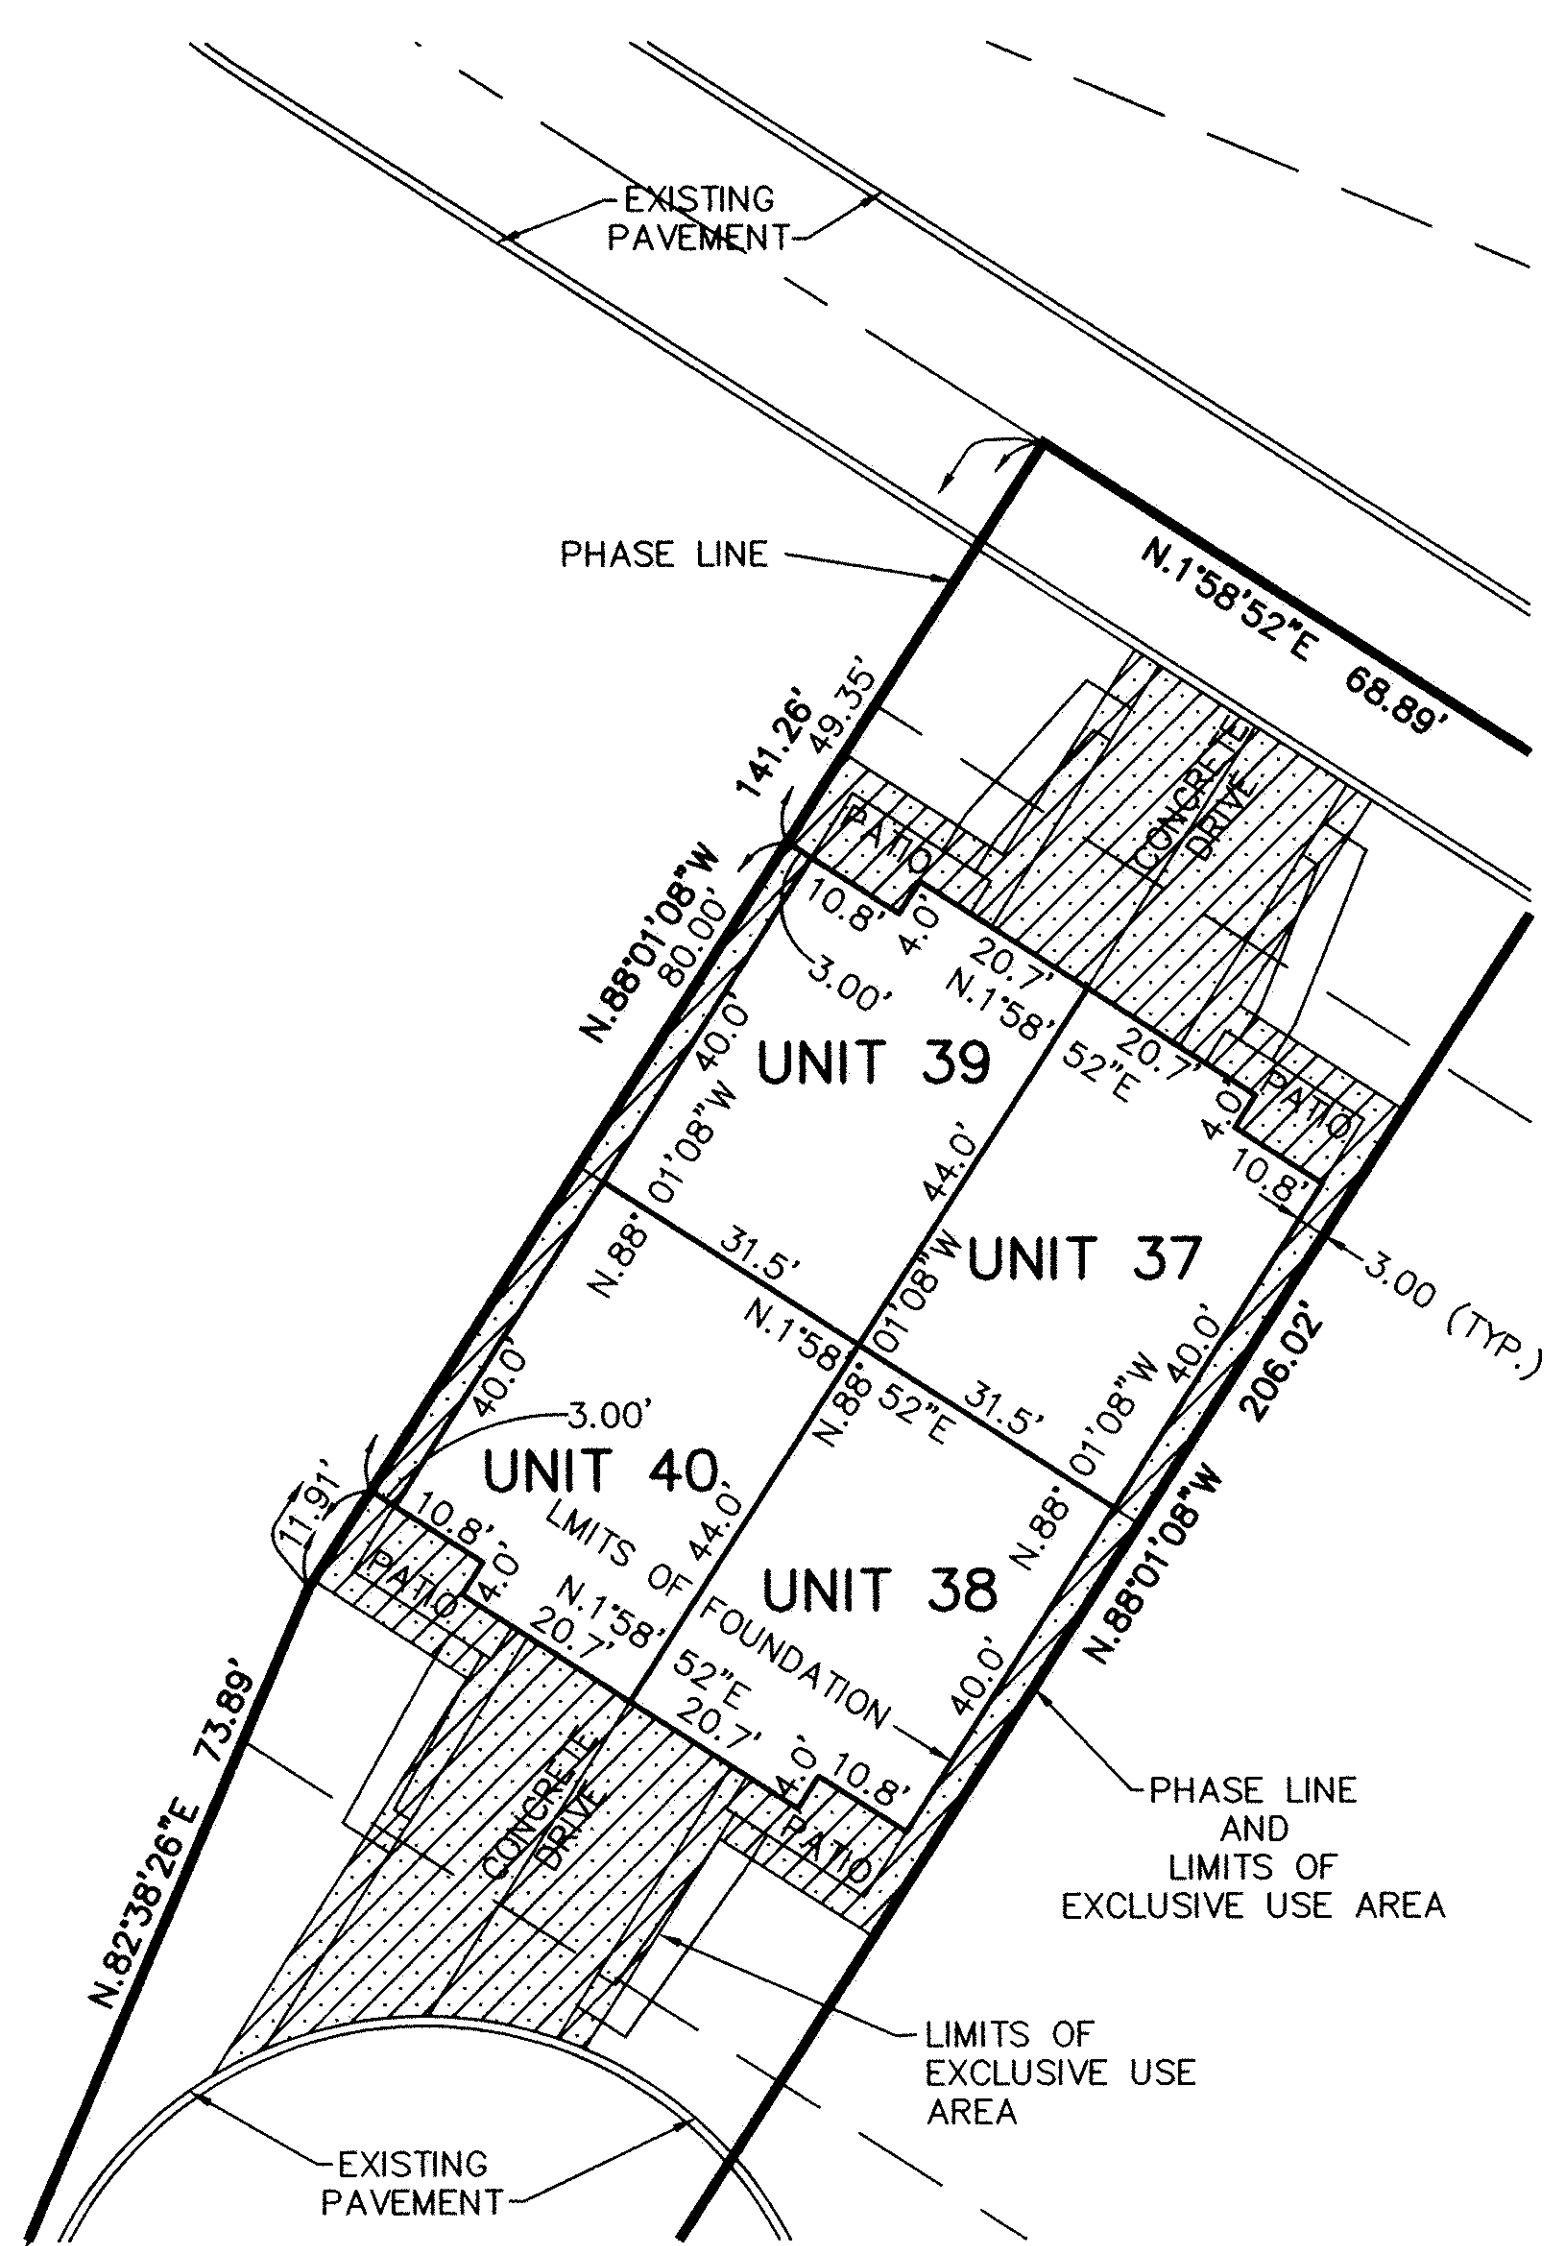 EXISTING
PAVEMENT
PHASE LINE
N.1°58'52"E 68.89'
141.26'
49.35'
CONCRETE
DRIVE
PATIO
10.8'
4.0'
20.7'
N.1°58'
52"E
20.7'
4.0'
PATIO
10.8'
3.00'
N.88°01'08"W
80.00'
40.0'
UNIT 39
01'08"W
N.88°
44.0'
UNIT 37
31.5'
N.1°58'
52"E
31.5'
01'08"W
N.88°
3.00 (TYP.)
206.02'
40.0'
01'08"W
N.88°
N.88°01'08"W
40.0'
3.00'
UNIT 40
LMITS OF FOUNDATION
44.0'
11.91'
10.8'
4.0'
PATIO
N.1°58'
52"E
20.7'
20.7'
UNIT 38
40.0'
4.0'
10.8'
PATIO
CONCRETE
DRIVE
N.82°38'26"E 73.89'
PHASE LINE
AND
LIMITS OF
EXCLUSIVE USE AREA
LIMITS OF
EXCLUSIVE USE
AREA
EXISTING
PAVEMENT